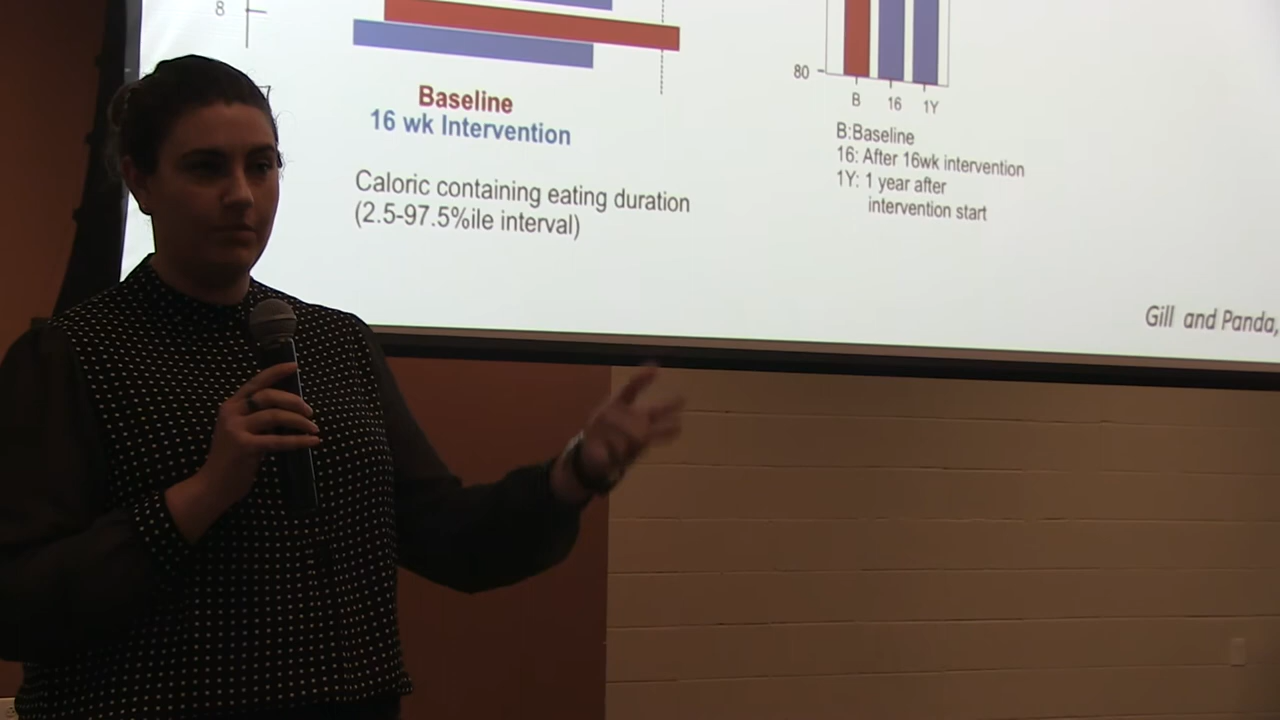 8
Baseline
16 wk Intervention
Caloric containing eating duration
(2.5-97.5%ile interval)
80
B 16 1Y
B:Baseline
16: After 16wk intervention
1Y: 1 year after
intervention start
Gill and Panda,